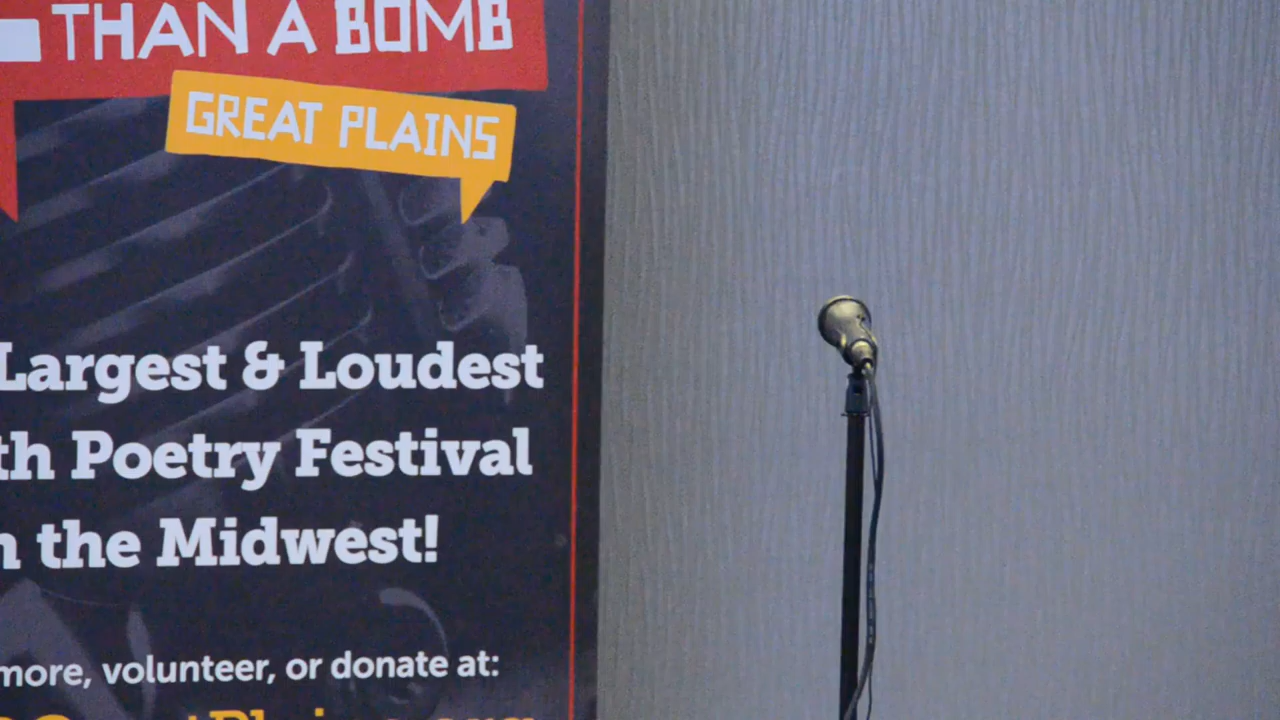 THAN A BOMB
GREAT PLAINS
Largest & Loudest
th Poetry Festival
the Midwest!
more, volunteer, or donate at: